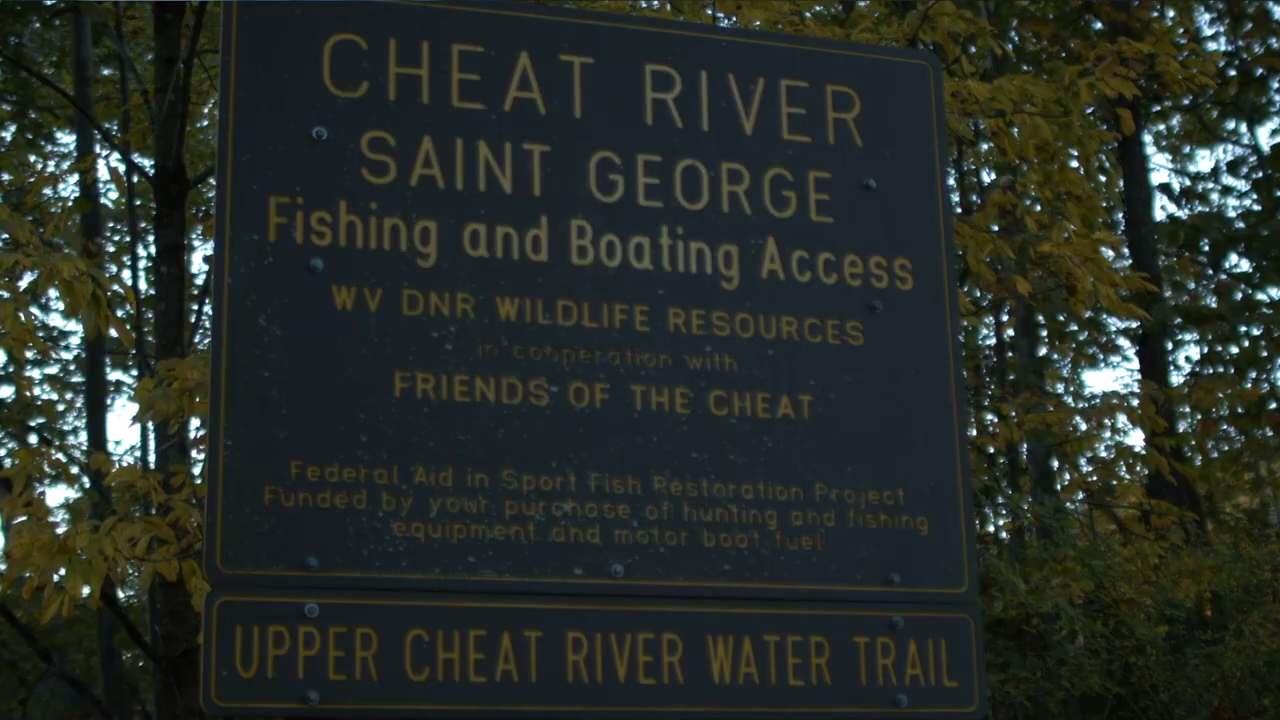 CHEAT RIVER
SAINT GEORGE
Fishing and Boating Access
WV DNR WILDLIFE RESOURCES
in cooperation with
FRIENDS OF THE CHEAT
Federal Aid in Sport Fish Restoration Project
Funded by your purchase of hunting and fishing
equipment and motor boat fuel
UPPER CHEAT RIVER WATER TRAIL